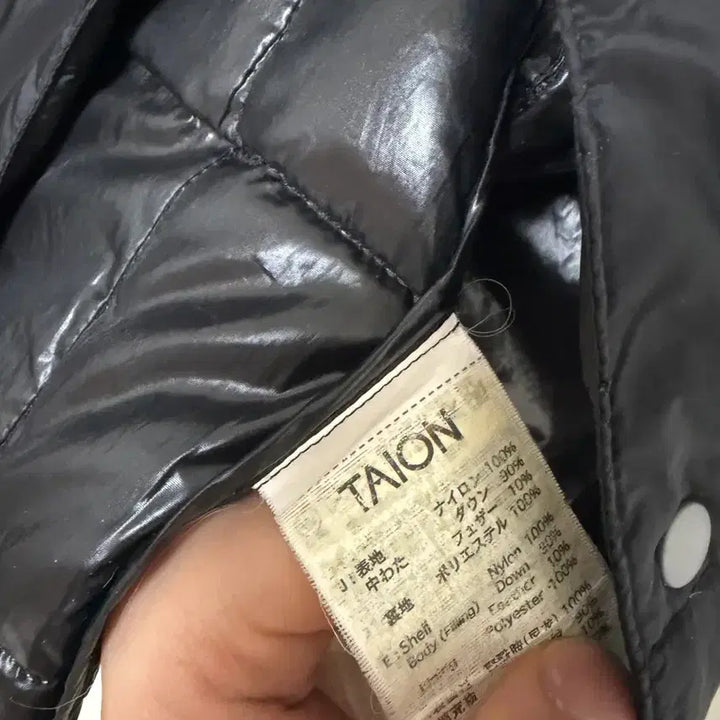 TAION
J: 表地 ナイロン 100%
中わた ダウン 90%
フェザー 10%
裏地 ポリエステル 100%
E: Shell Nylon 100%
Body (Filling) Down 90%
Feather 10%
Polyester 100%
90%